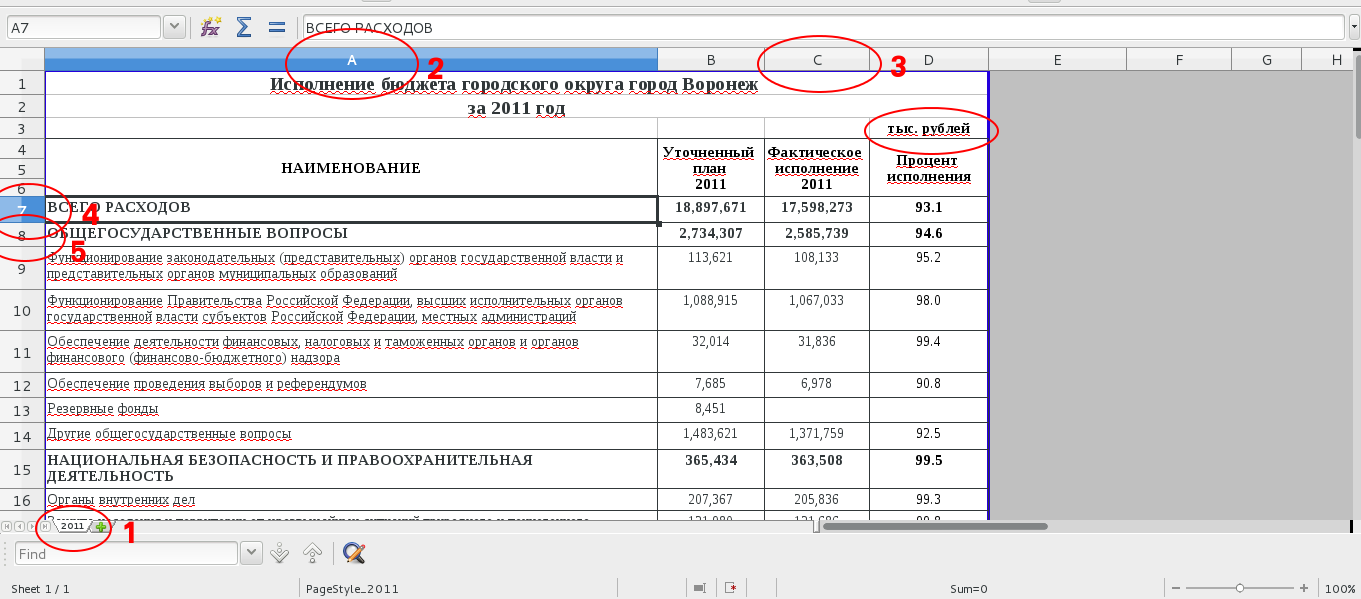 A7
ВСЕГО РАСХОДОВ
A B C D E F G H
2 3
1 Исполнение бюджета городского округа город Воронеж
2 за 2011 год
3 тыс. рублей
4 5 6
НАИМЕНОВАНИЕ
Уточненный план 2011
Фактическое исполнение 2011
Процент исполнения
7 ВСЕГО РАСХОДОВ 18,897,671 17,598,273 93.1
4
8 ОБЩЕГОСУДАРСТВЕННЫЕ ВОПРОСЫ 2,734,307 2,585,739 94.6
5
9 Функционирование законодательных (представительных) органов государственной власти и 113,621 108,133 95.2
представительных органов муниципальных образований
10 Функционирование Правительства Российской Федерации, высших исполнительных органов 1,088,915 1,067,033 98.0
государственной власти субъектов Российской Федерации, местных администраций
11 Обеспечение деятельности финансовых, налоговых и таможенных органов и органов 32,014 31,836 99.4
финансового (финансово-бюджетного) надзора
12 Обеспечение проведения выборов и референдумов 7,685 6,978 90.8
13 Резервные фонды 8,451
14 Другие общегосударственные вопросы 1,483,621 1,371,759 92.5
15 НАЦИОНАЛЬНАЯ БЕЗОПАСНОСТЬ И ПРАВООХРАНИТЕЛЬНАЯ 365,434 363,508 99.5
ДЕЯТЕЛЬНОСТЬ
16 Органы внутренних дел 207,367 205,836 99.3
2011
1
Find
Sheet 1 / 1 PageStyle_2011 Sum=0 100%